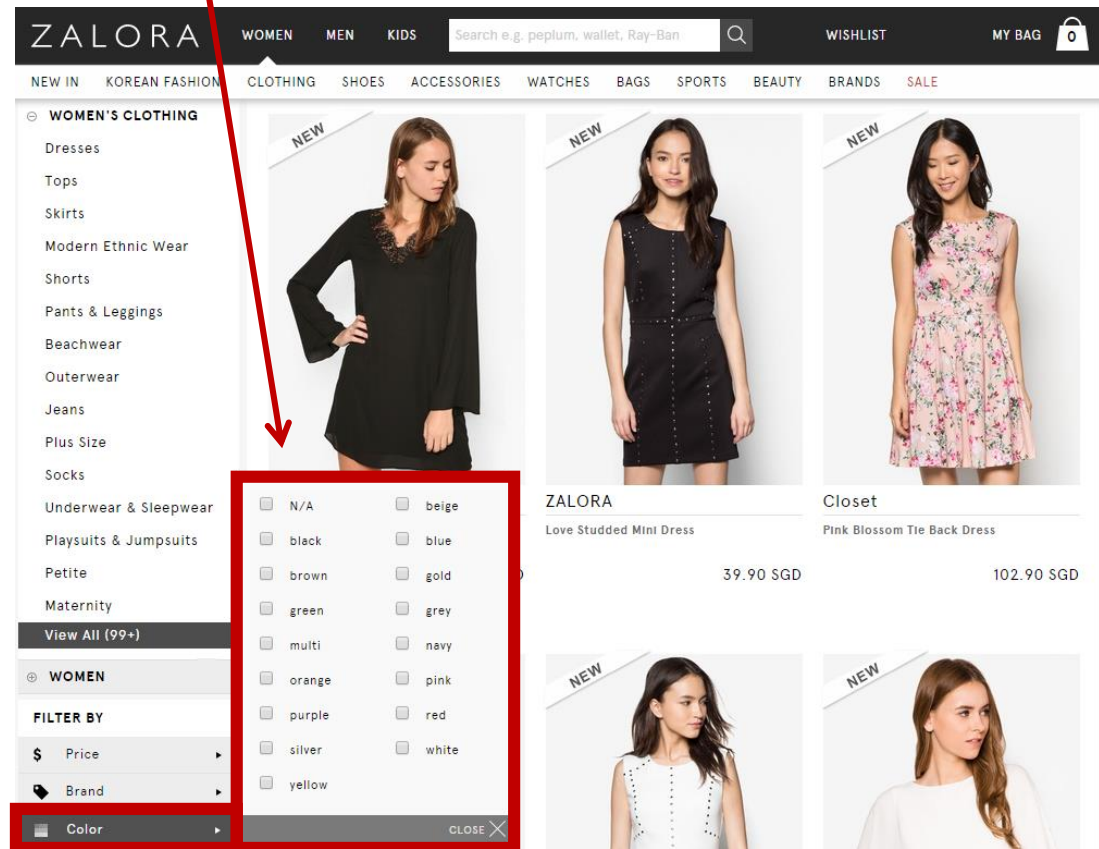 ZALORA
WOMEN MEN KIDS Search e.g. peplum, wallet, Ray-Ban WISHLIST MY BAG 0
NEW IN KOREAN FASHION CLOTHING SHOES ACCESSORIES WATCHES BAGS SPORTS BEAUTY BRANDS SALE
WOMEN'S CLOTHING
Dresses
Tops
Skirts
Modern Ethnic Wear
Shorts
Pants & Leggings
Beachwear
Outerwear
Jeans
Plus Size
Socks
Underwear & Sleepwear
Playsuits & Jumpsuits
Petite
Maternity
View All (99+)
WOMEN
FILTER BY
$ Price
Brand
Color
N/A beige
black blue
brown gold
green grey
multi navy
orange pink
purple red
silver white
yellow
CLOSE
NEW
NEW
NEW
ZALORA
Love Studded Mini Dress
39.90 SGD
Closet
Pink Blossom Tie Back Dress
102.90 SGD
NEW
NEW